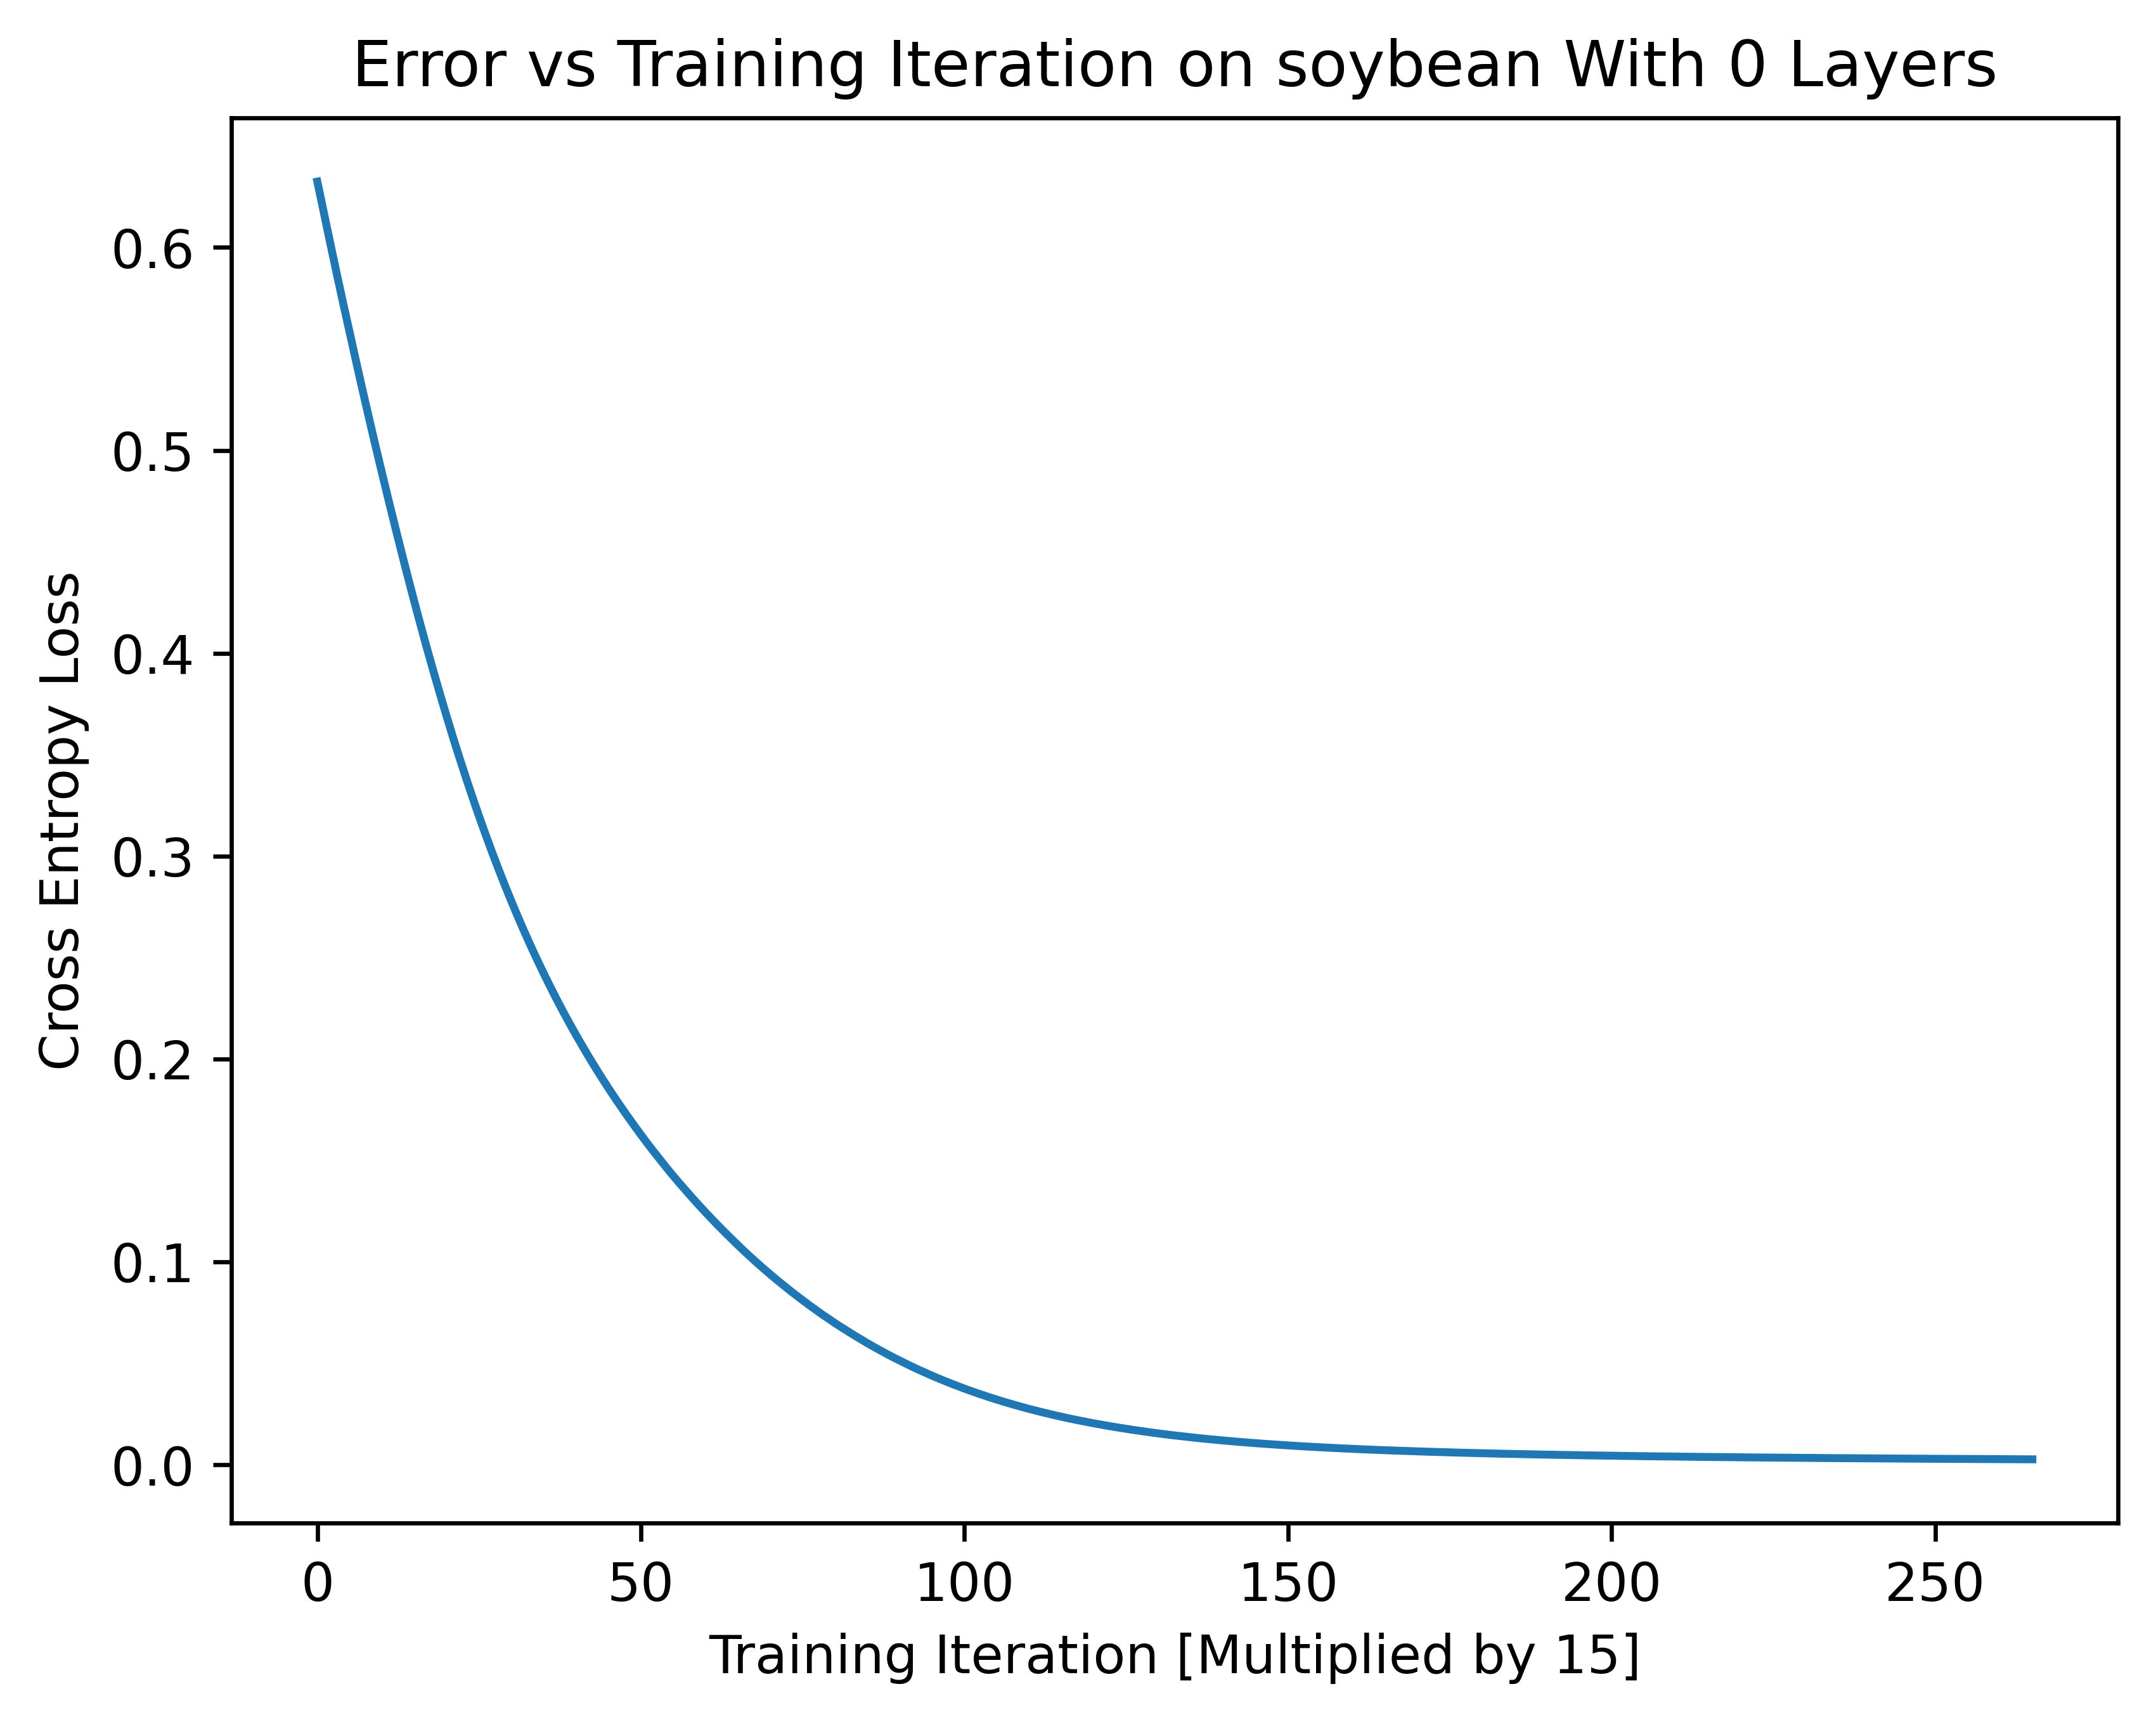 Error vs Training Iteration on soybean With 0 Layers
Cross Entropy Loss
0.6
0.5
0.4
0.3
0.2
0.1
0.0
0 50 100 150 200 250
Training Iteration [Multiplied by 15]